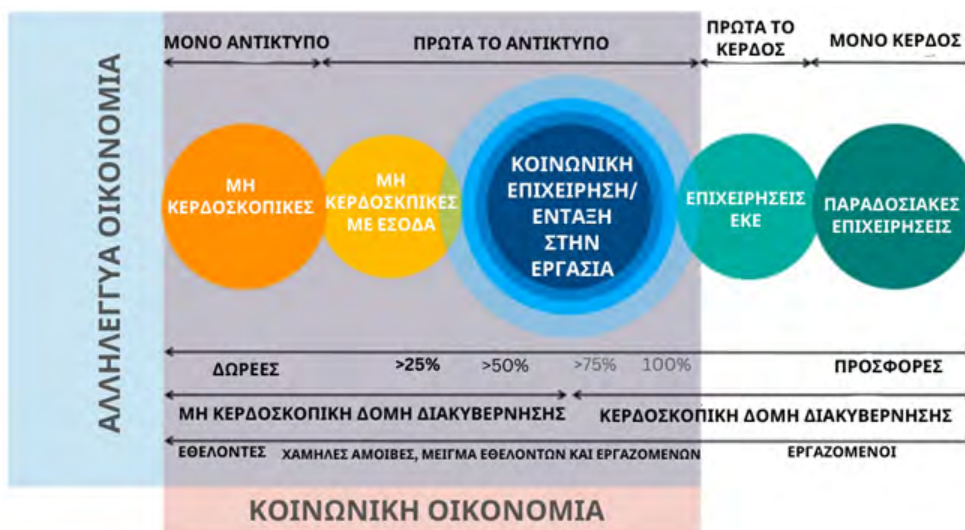 ΜΟΝΟ ΑΝΤΙΚΤΥΠΟ
ΠΡΩΤΑ ΤΟ ΑΝΤΙΚΤΥΠΟ
ΠΡΩΤΑ ΤΟ
ΚΕΡΔΟΣ
ΜΟΝΟ ΚΕΡΔΟΣ
ΑΛΛΗΛΕΓΓΥΑ ΟΙΚΟΝΟΜΙΑ
ΜΗ
ΚΕΡΔΟΣΚΟΠΙΚΕΣ
ΜΗ
ΚΕΡΔΟΣΚΠΙΚΕΣ
ΜΕ ΕΣΟΔΑ
ΚΟΙΝΩΝΙΚΗ
ΕΠΙΧΕΙΡΗΣΗ/
ΕΝΤΑΞΗ
ΣΤΗΝ
ΕΡΓΑΣΙΑ
ΕΠΙΧΕΙΡΗΣΕΙΣ
ΕΚΕ
ΠΑΡΑΔΟΣΙΑΚΕΣ
ΕΠΙΧΕΙΡΗΣΕΙΣ
ΔΩΡΕΕΣ >25% >50% >75% 100% ΠΡΟΣΦΟΡΕΣ
ΜΗ ΚΕΡΔΟΣΚΟΠΙΚΗ ΔΟΜΗ ΔΙΑΚΥΒΕΡΝΗΣΗΣ ΚΕΡΔΟΣΚΟΠΙΚΗ ΔΟΜΗ ΔΙΑΚΥΒΕΡΝΗΣΗΣ
ΕΘΕΛΟΝΤΕΣ ΧΑΜΗΛΕΣ ΑΜΟΙΒΕΣ, ΜΕΙΓΜΑ ΕΘΕΛΟΝΤΩΝ ΚΑΙ ΕΡΓΑΖΟΜΕΝΩΝ ΕΡΓΑΖΟΜΕΝΟΙ
ΚΟΙΝΩΝΙΚΗ ΟΙΚΟΝΟΜΙΑ